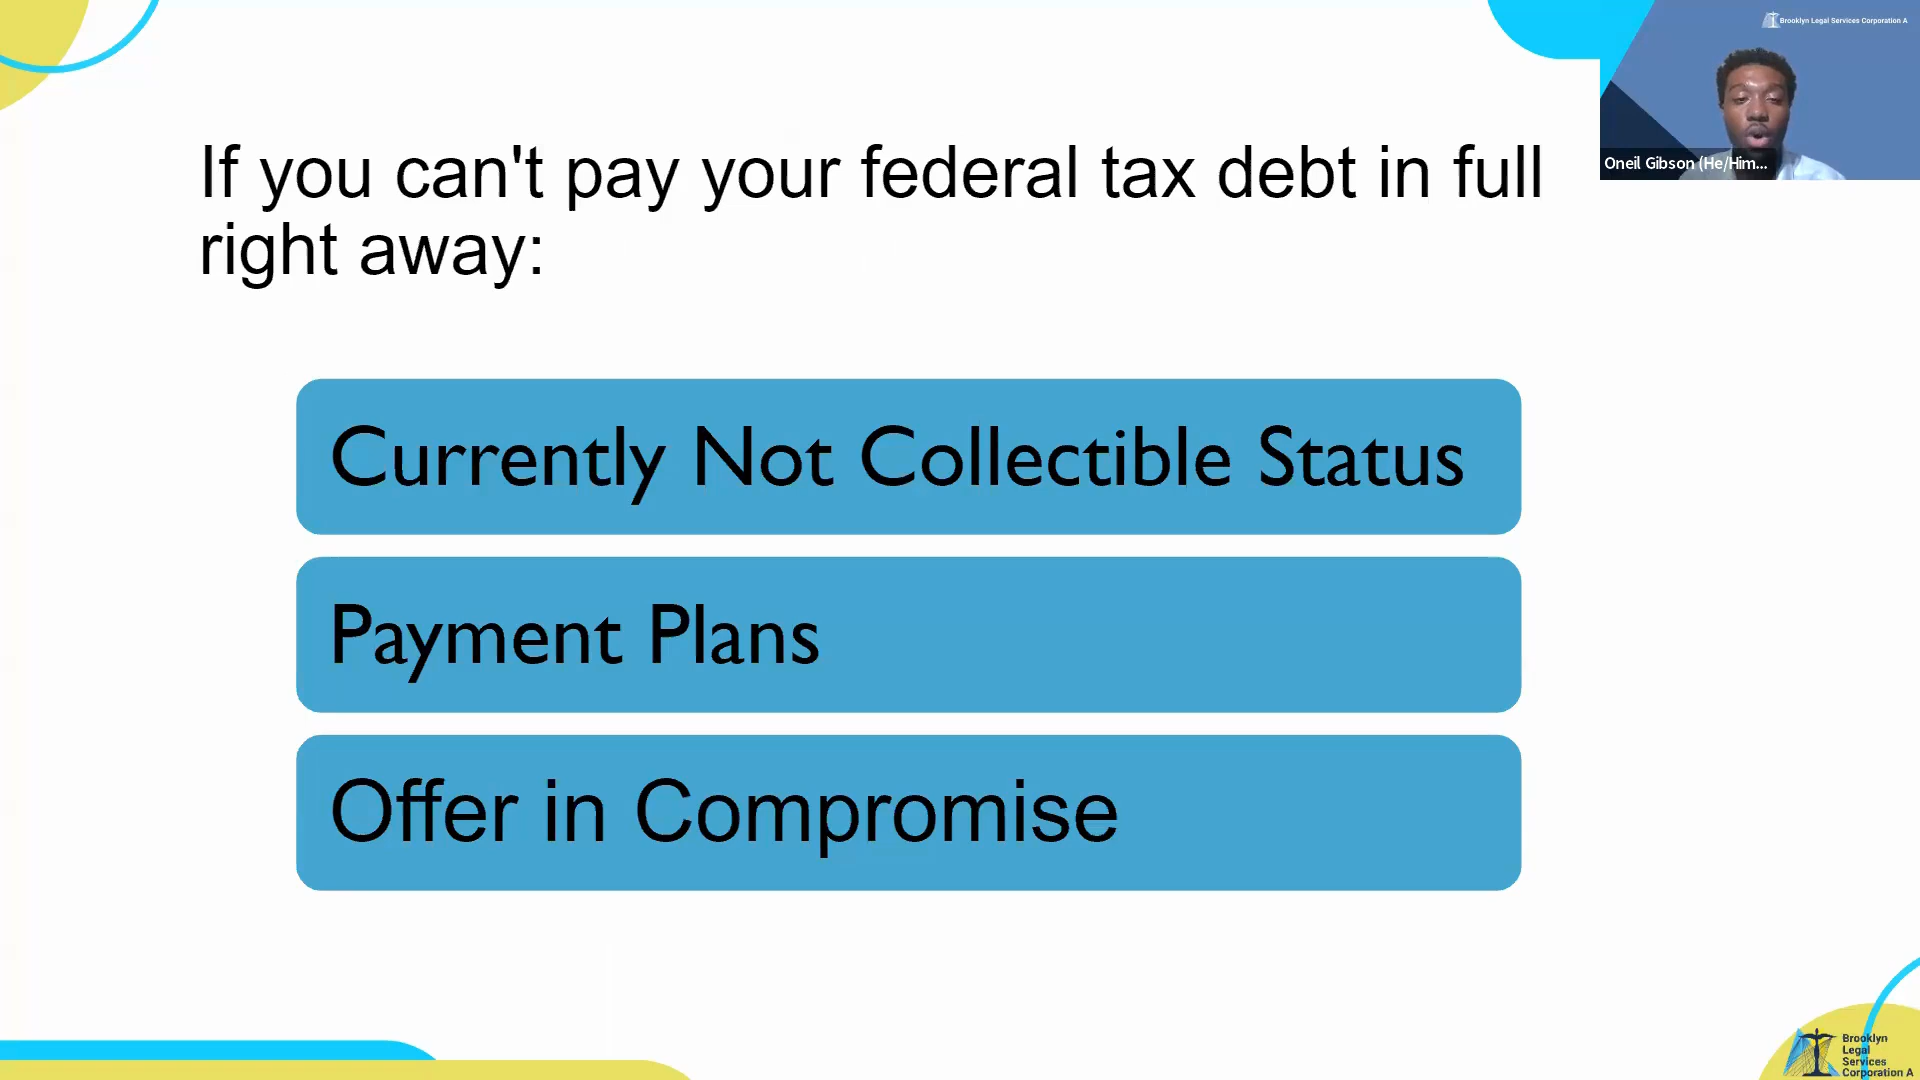 Brooklyn Legal Services Corporation A
Oneil Gibson (He/Him...
If you can't pay your federal tax debt in full
right away:
Currently Not Collectible Status
Payment Plans
Offer in Compromise
Brooklyn
Legal
Services
Corporation A